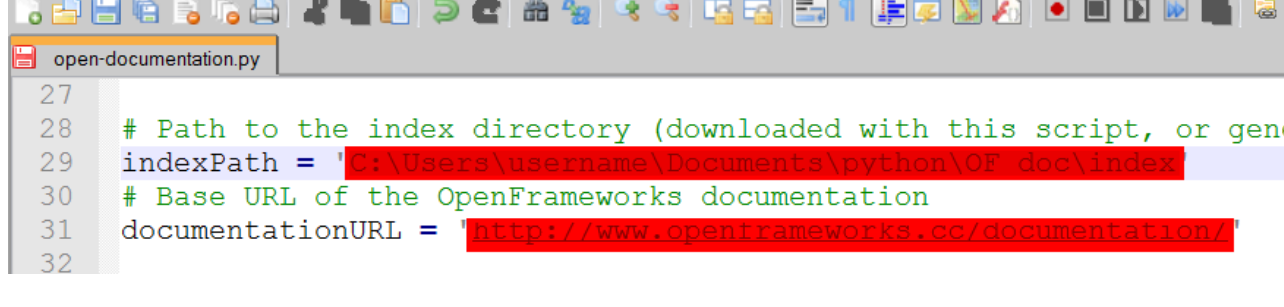 open-documentation.py
27
28 # Path to the index directory (downloaded with this script, or gen
29 indexPath = 'C:\Users\username\Documents\python\OF doc\index'
30 # Base URL of the OpenFrameworks documentation
31 documentationURL = 'http://www.openframeworks.cc/documentation/'
32